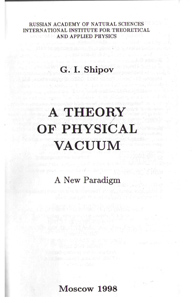 RUSSIAN ACADEMY OF NATURAL SCIENCES
INTERNATIONAL INSTITUTE FOR THEORETICAL
AND APPLIED PHYSICS
G. I. Shipov
A THEORY
OF PHYSICAL
VACUUM
A New Paradigm
Moscow 1998